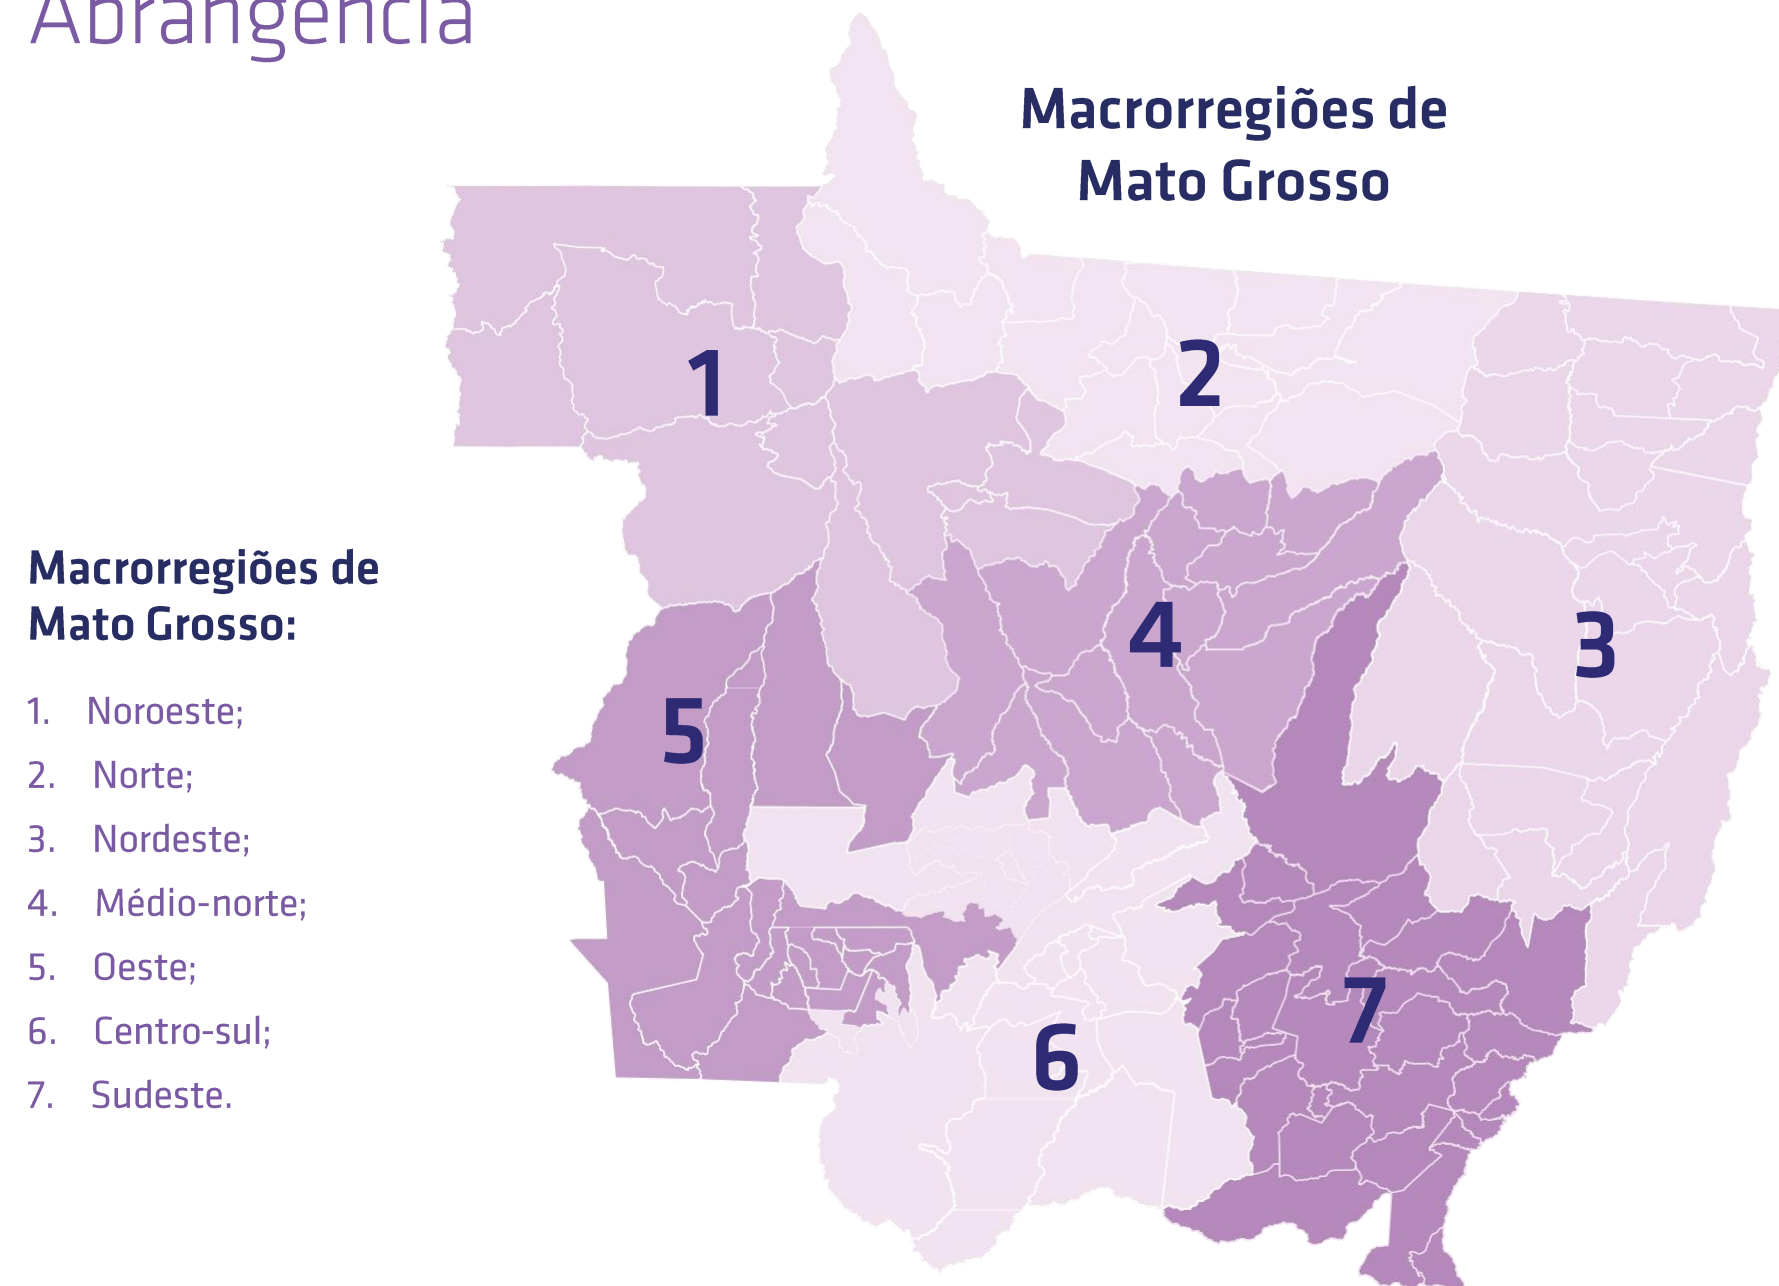 Abrangência
Macrorregiões de
Mato Grosso
1
2
3
4
5
6
7
Macrorregiões de
Mato Grosso:
1. Noroeste;
2. Norte;
3. Nordeste;
4. Médio-norte;
5. Oeste;
6. Centro-sul;
7. Sudeste.